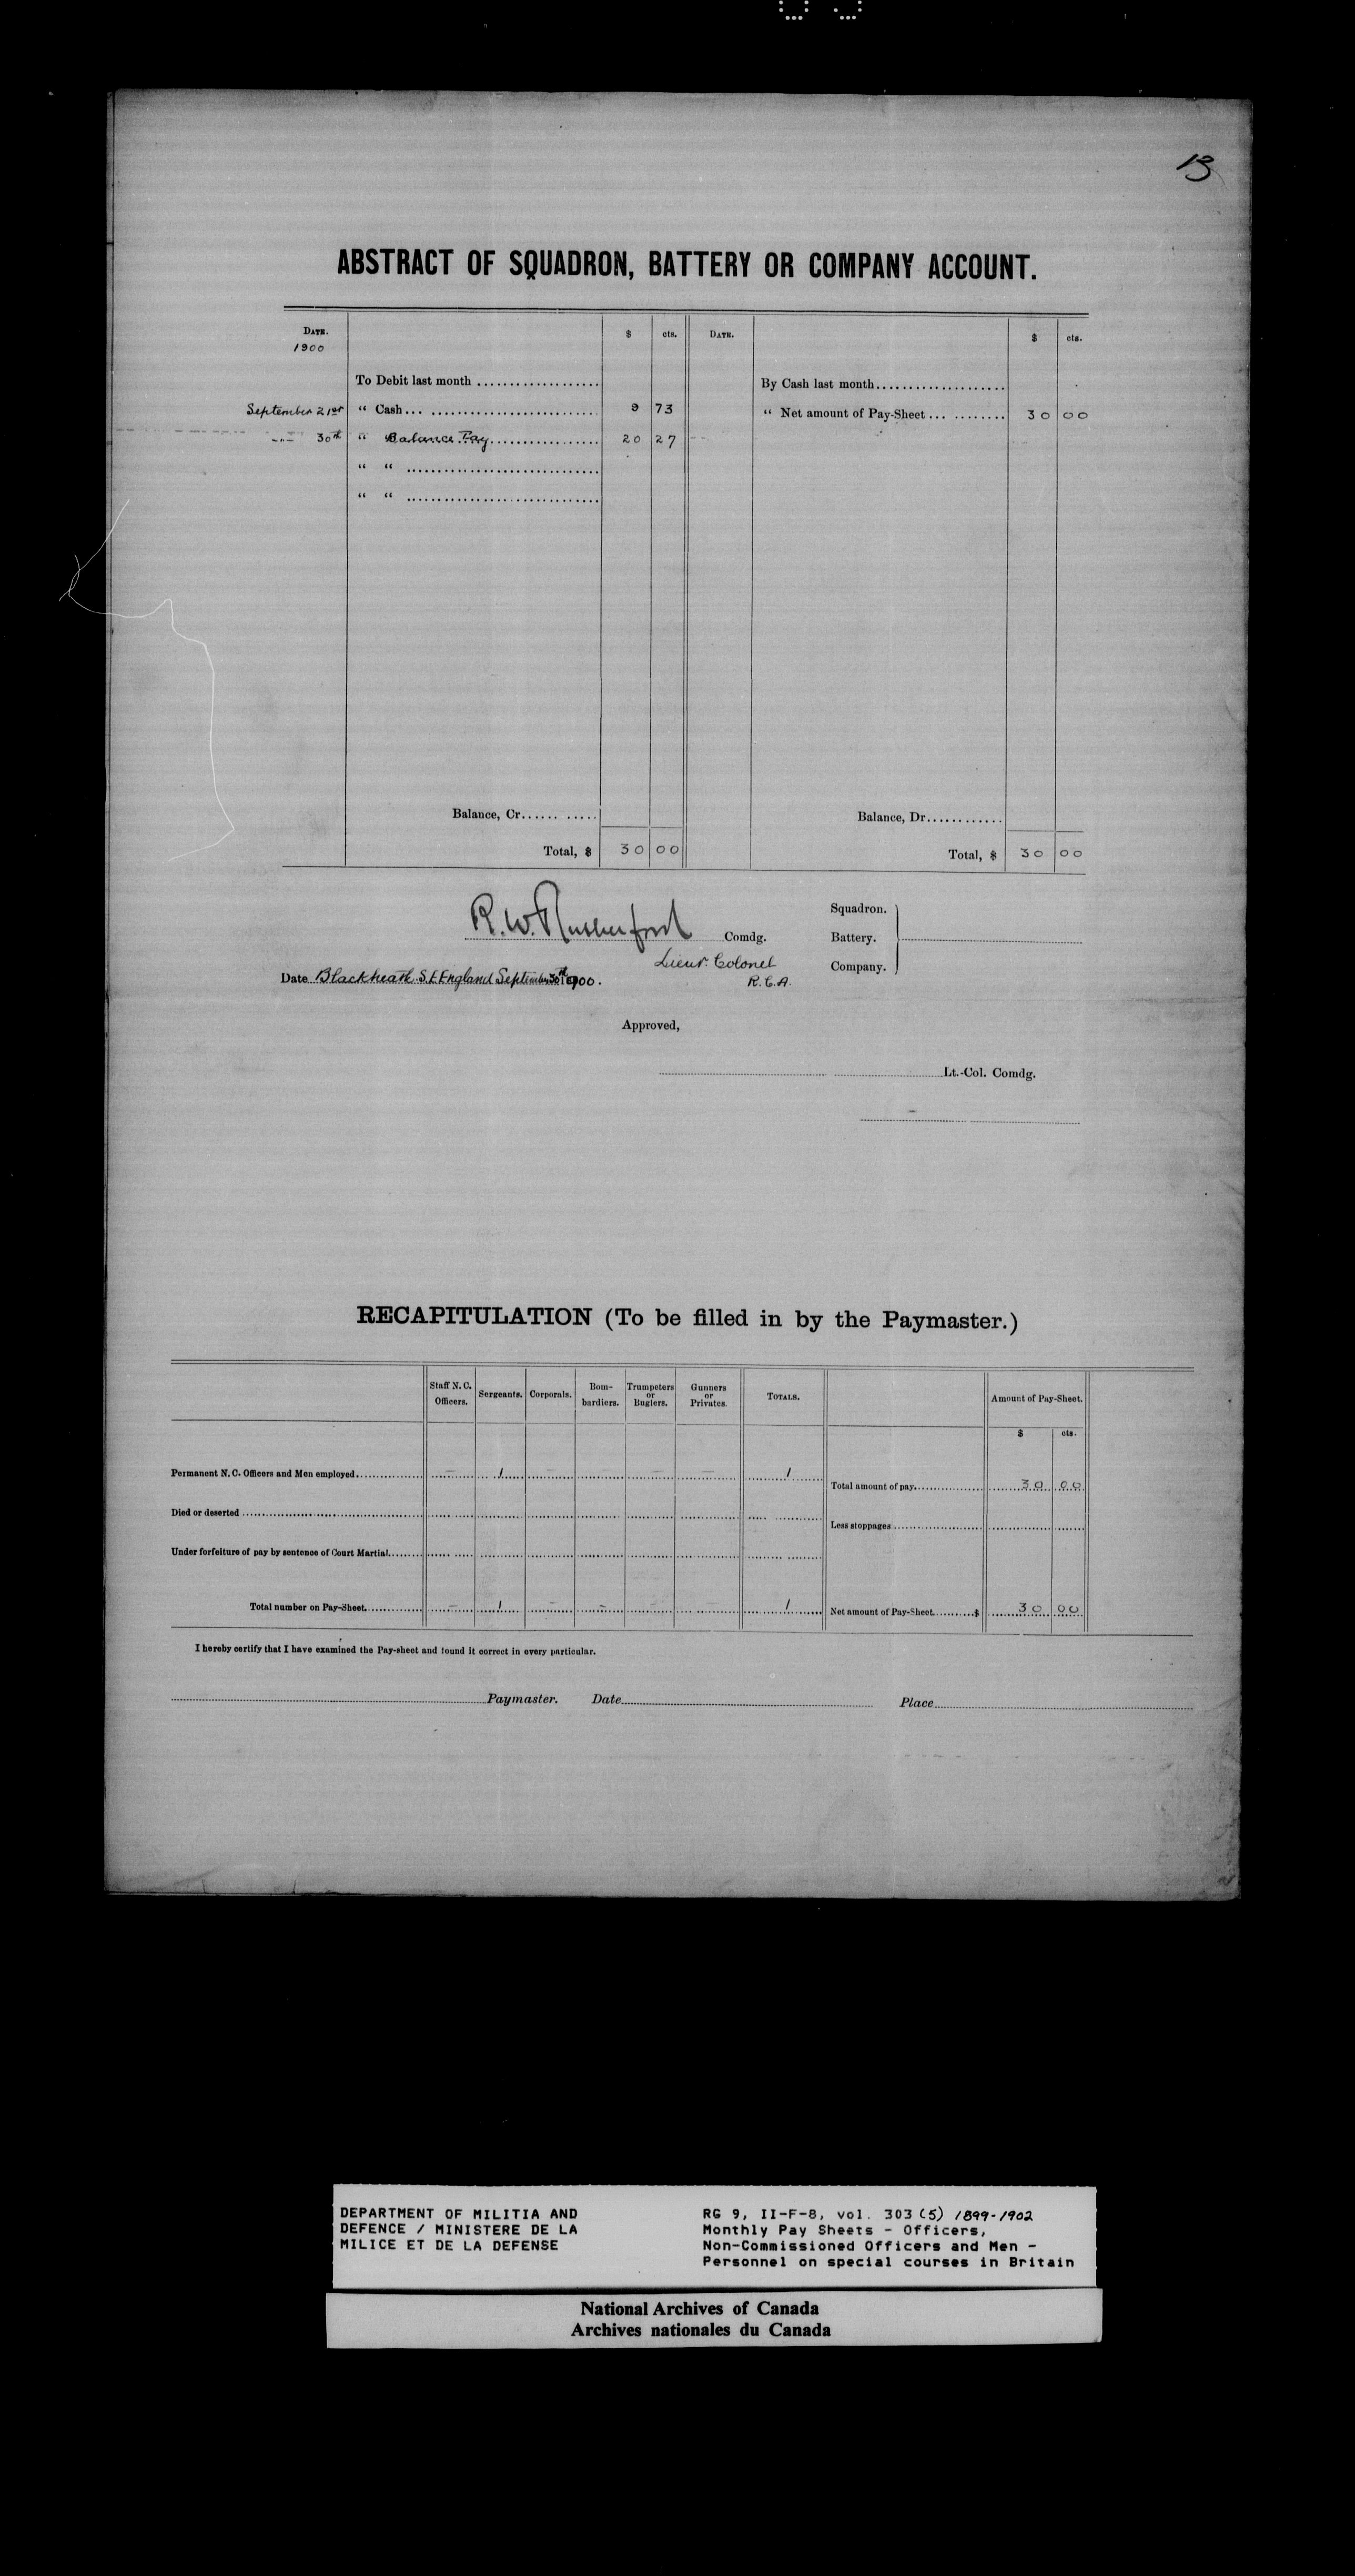 13
ABSTRACT OF SQUADRON, BATTERY OR COMPANY ACCOUNT.
DATE. $ cts. DATE. $ cts.
1900
To Debit last month By Cash last month
September 21st “ Cash 9 73 “ Net amount of Pay-Sheet 30 00
-"- 30th “ Balance Pay 20 27
“ “
“ “
Balance, Cr. Balance, Dr.
Total, $ 30 00 Total, $ 30 00
R.W. Rutherford Comdg.
Lieut. Colonel
R.C.A.
Squadron.
Battery.
Company.
Date Blackheath S.E England September 30th 1900.
Approved,
Lt.-Col. Comdg.
RECAPITULATION (To be filled in by the Paymaster.)
Staff N. C. Officers. Sergeants. Corporals. Bom-bardiers. Trumpeters or Buglers. Gunners or Privates. TOTALS. Amount of Pay-Sheet.
$ cts.
Permanent N. C. Officers and Men employed — 1 — — — — 1 Total amount of pay 30 00
Died or deserted Less stoppages
Under forfeiture of pay by sentence of Court Martial
Total number on Pay-Sheet — 1 — — — 1 Net amount of Pay-Sheet $ 30 00
I hereby certify that I have examined the Pay-sheet and found it correct in every particular.
Paymaster. Date Place
DEPARTMENT OF MILITIA AND
DEFENCE / MINISTERE DE LA
MILICE ET DE LA DEFENSE
RG 9, II-F-8, vol. 303 (5) 1899-1902
Monthly Pay Sheets - Officers,
Non-Commissioned Officers and Men -
Personnel on special courses in Britain
National Archives of Canada
Archives nationales du Canada